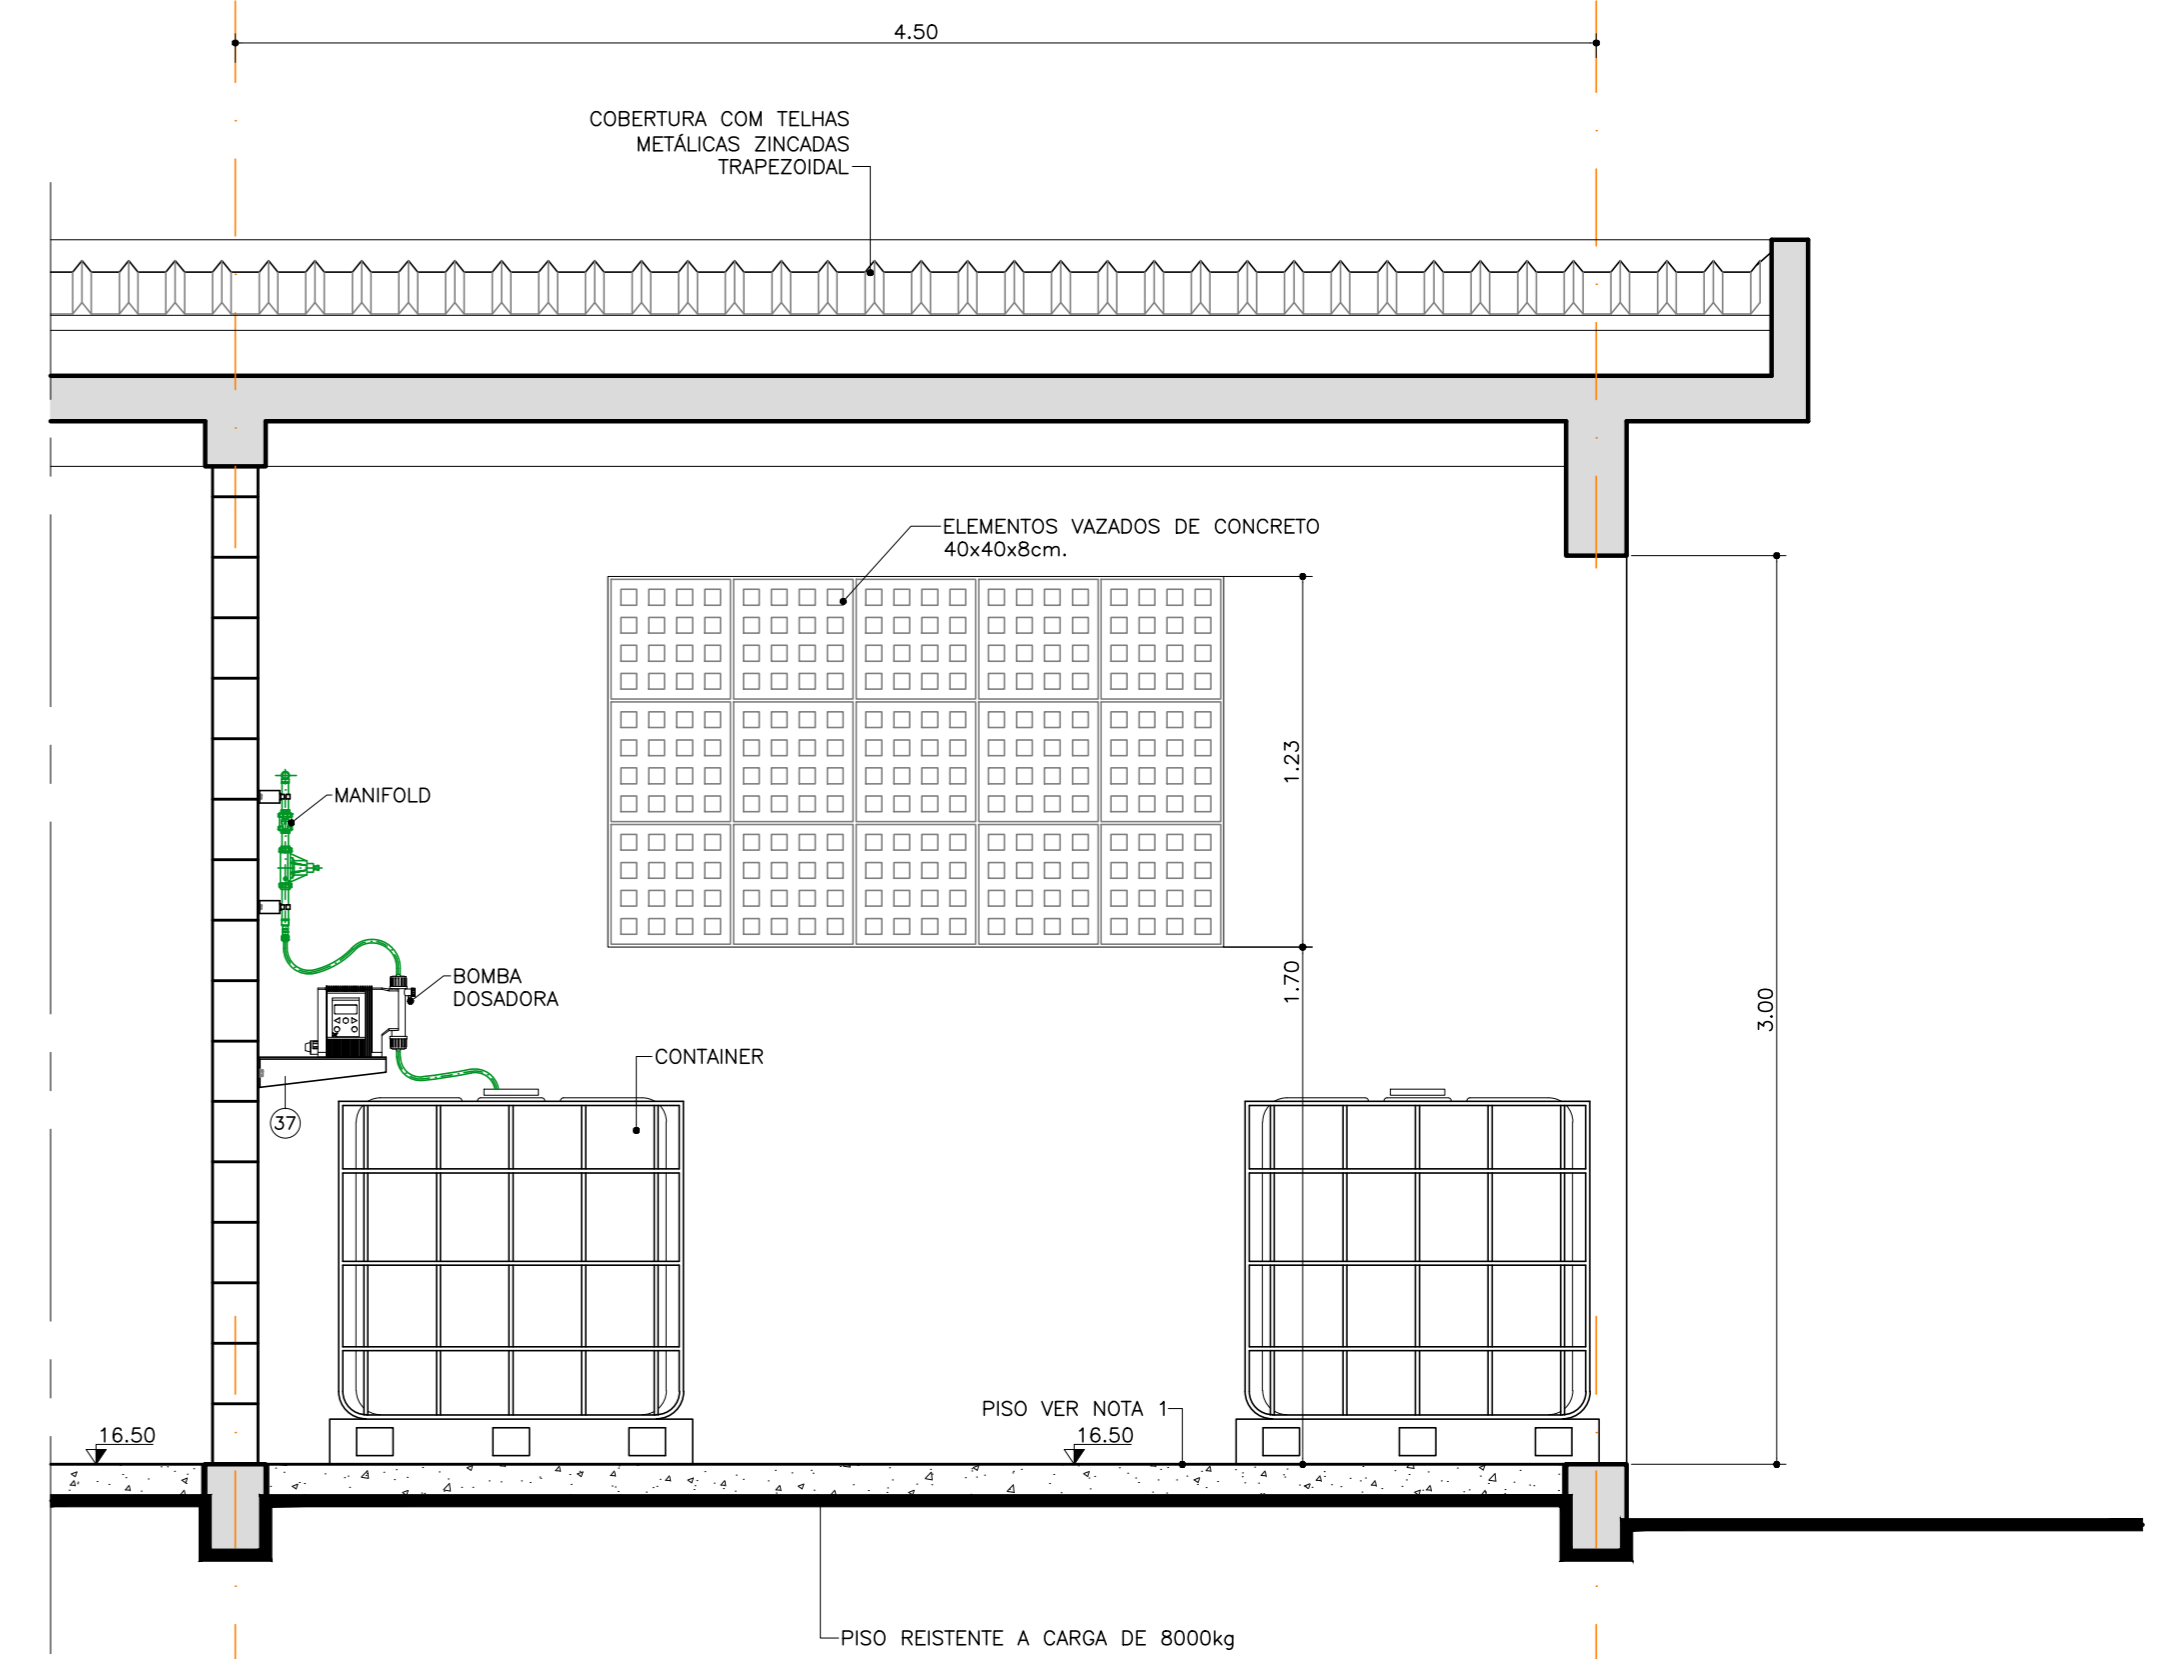 4.50
COBERTURA COM TELHAS
METÁLICAS ZINCADAS
TRAPEZOIDAL
ELEMENTOS VAZADOS DE CONCRETO
40x40x8cm.
1.23
MANIFOLD
BOMBA
DOSADORA
1.70
3.00
CONTAINER
37
PISO VER NOTA 1
16.50
16.50
PISO REISTENTE A CARGA DE 8000kg